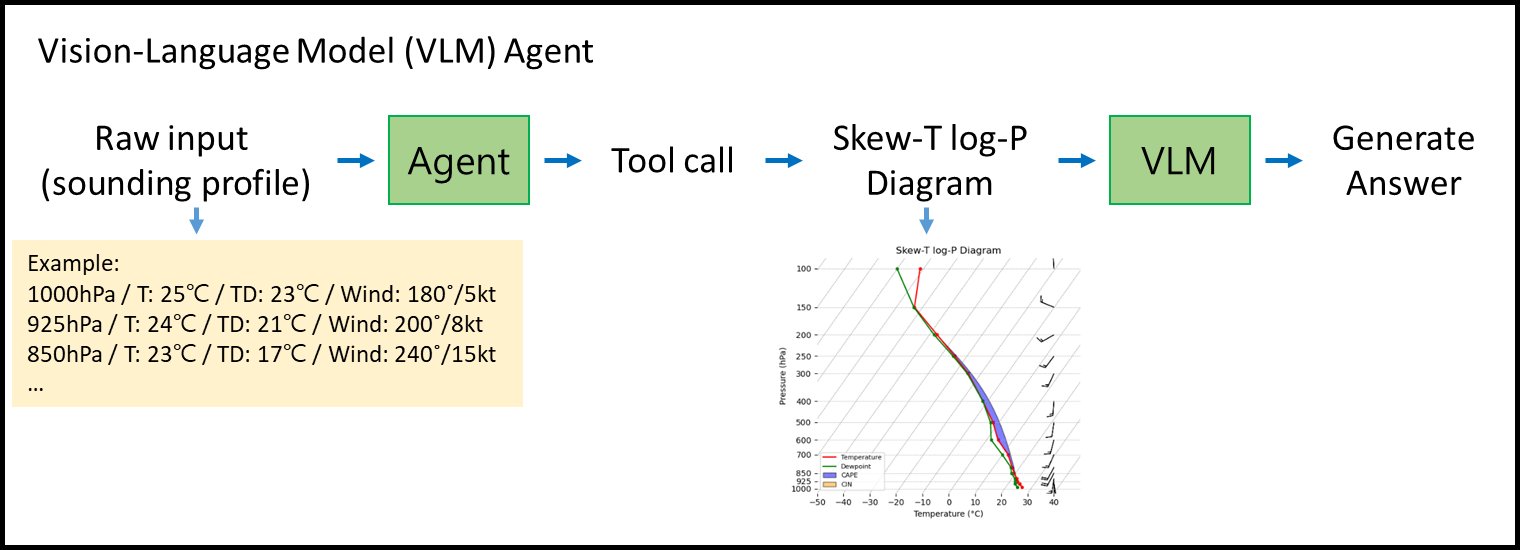 Vision-Language Model (VLM) Agent
Raw input
(sounding profile)
Agent
Tool call
Skew-T log-P
Diagram
VLM
Generate
Answer
Example:
1000hPa / T: 25℃ / TD: 23℃ / Wind: 180˚/5kt
925hPa / T: 24℃ / TD: 21℃ / Wind: 200˚/8kt
850hPa / T: 23℃ / TD: 17℃ / Wind: 240˚/15kt
...
Skew-T log-P Diagram
Pressure (hPa)
100
150
200
250
300
400
500
600
700
850
925
1000
Temperature
Dewpoint
CAPE
CIN
−50 −40 −30 −20 −10 0 10 20 30 40
Temperature (°C)